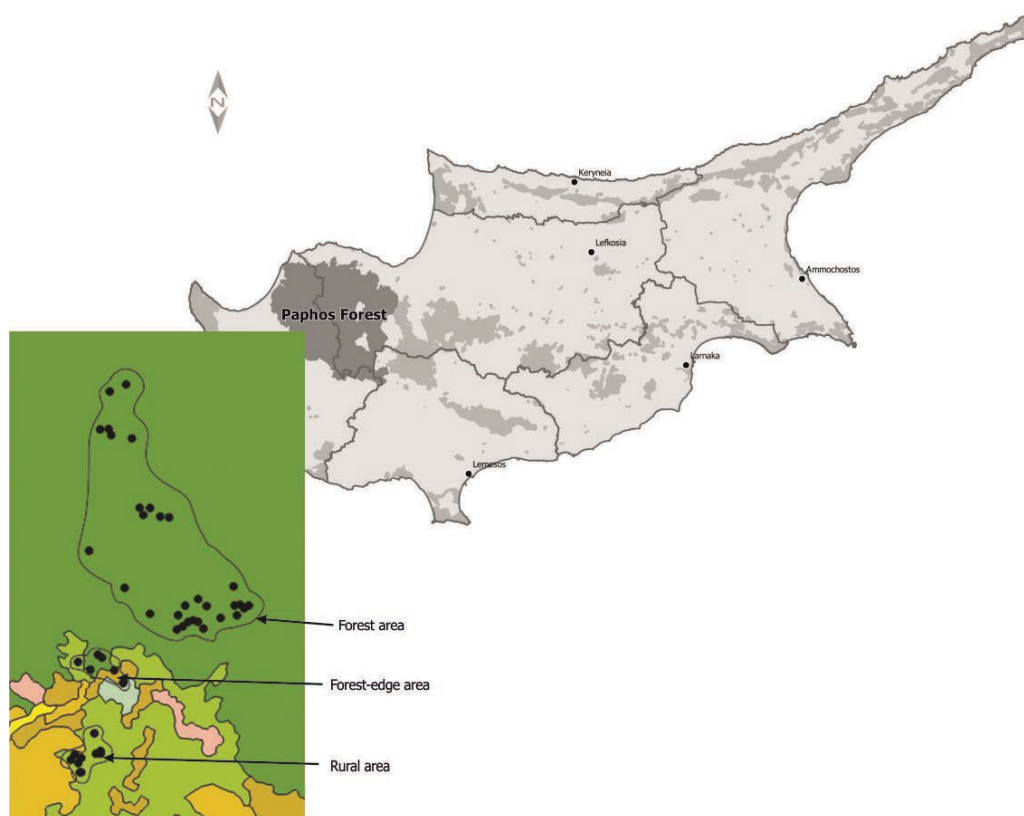 N
Keryneia
Lefkosia
Ammochostos
Paphos Forest
Larnaka
Lemesos
Forest area
Forest-edge area
Rural area